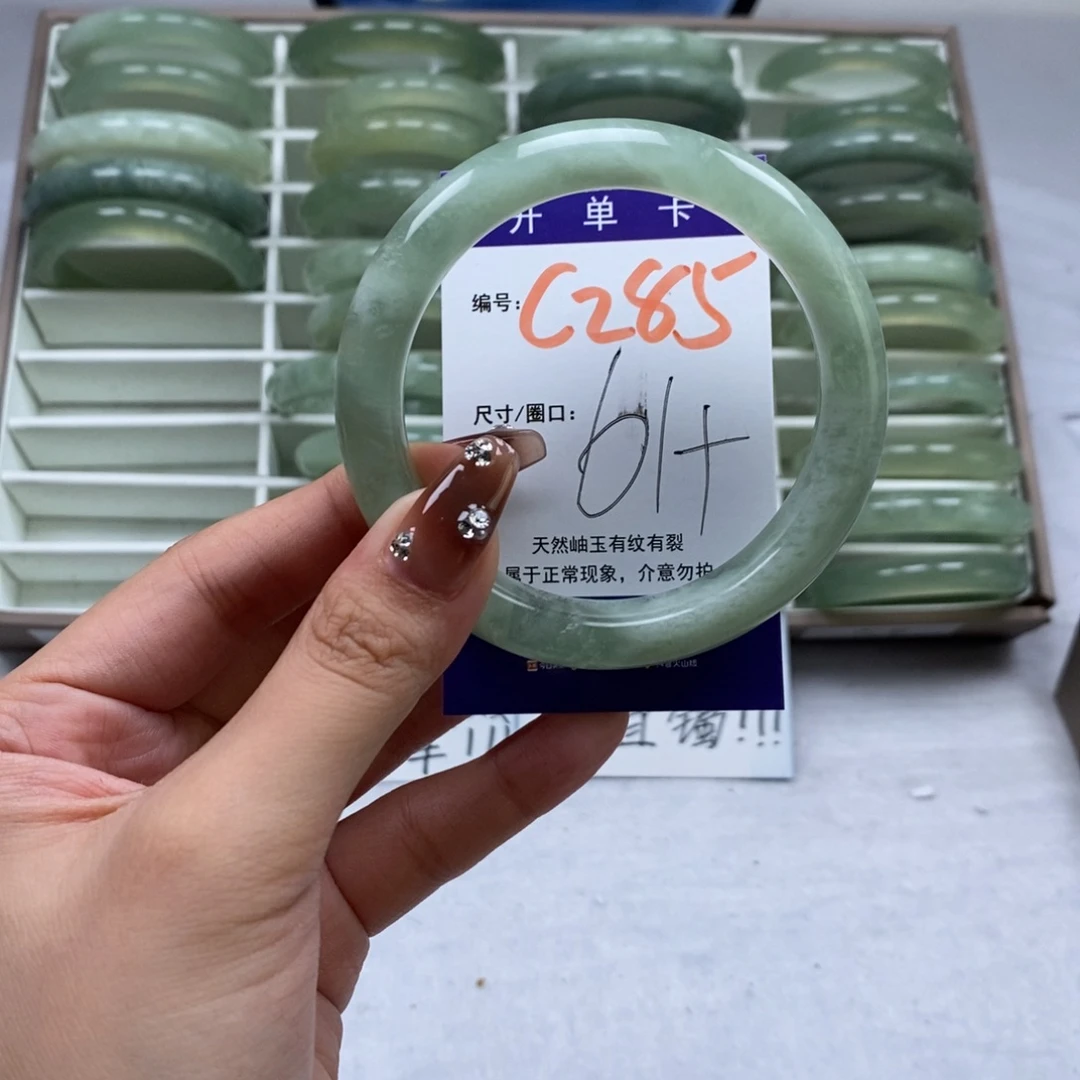 开单卡
编号: C285
尺寸/圈口: 61+
天然岫玉有纹有裂
属于正常现象，介意勿拍